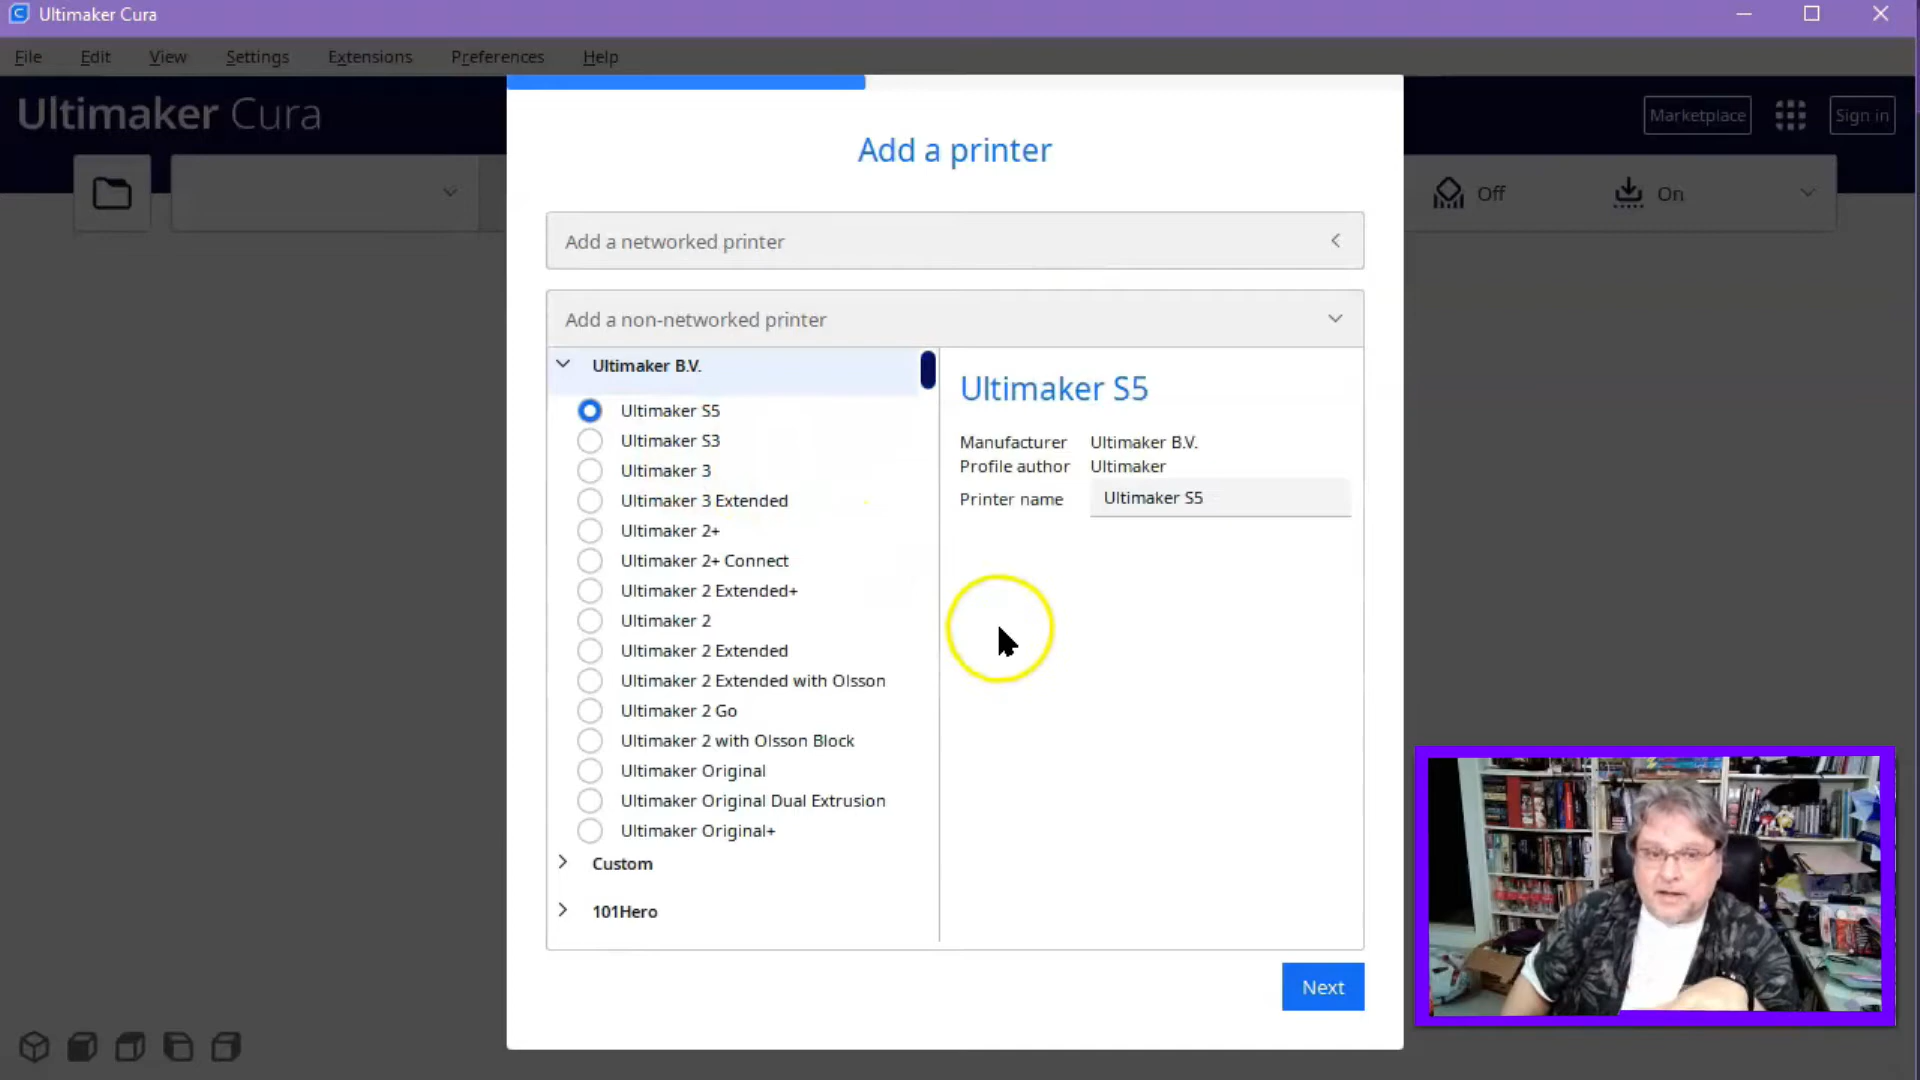 Ultimaker Cura
File Edit View Settings Extensions Preferences Help
Ultimaker Cura
Marketplace
Sign in
Off
On
Add a printer
Add a networked printer
Add a non-networked printer
Ultimaker B.V.
Ultimaker S5
Ultimaker S3
Ultimaker 3
Ultimaker 3 Extended
Ultimaker 2+
Ultimaker 2+ Connect
Ultimaker 2 Extended+
Ultimaker 2
Ultimaker 2 Extended
Ultimaker 2 Extended with Olsson
Ultimaker 2 Go
Ultimaker 2 with Olsson Block
Ultimaker Original
Ultimaker Original Dual Extrusion
Ultimaker Original+
Custom
101Hero
Ultimaker S5
Manufacturer Ultimaker B.V.
Profile author Ultimaker
Printer name Ultimaker S5
Next